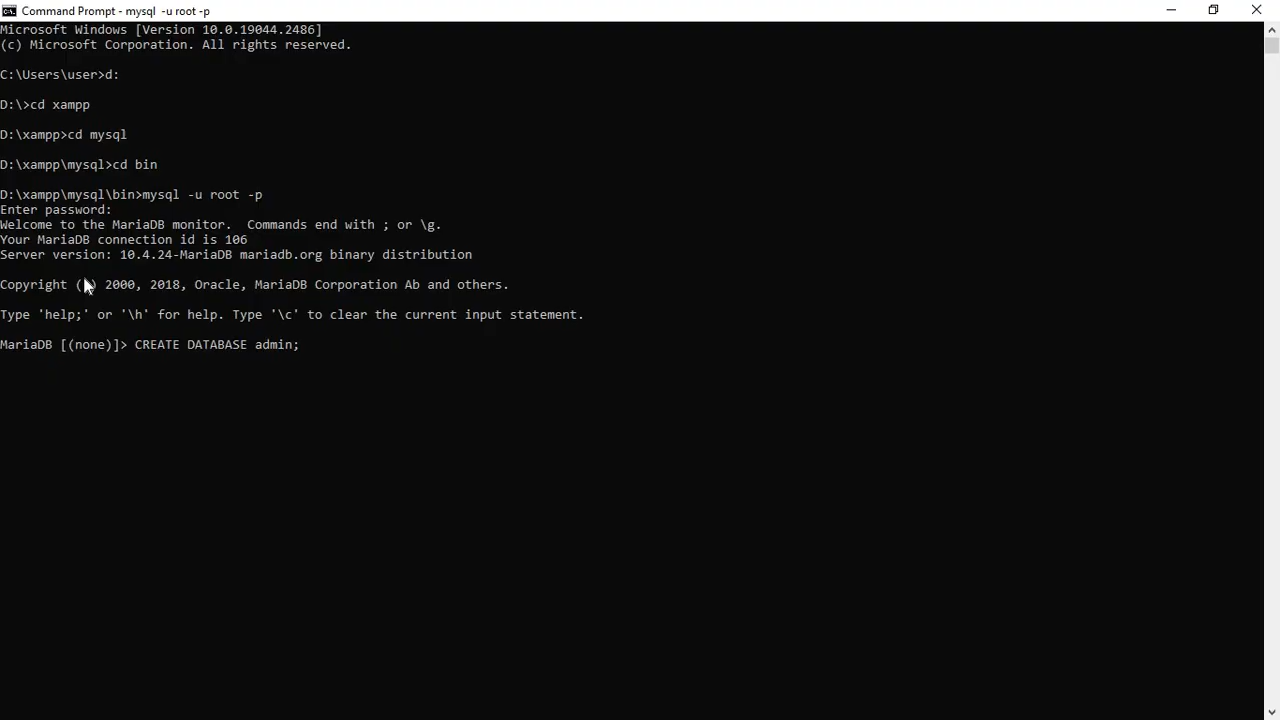 Command Prompt - mysql  -u root -p
Microsoft Windows [Version 10.0.19044.2486]
(c) Microsoft Corporation. All rights reserved.
C:\Users\user>d:
D:\>cd xampp
D:\xampp>cd mysql
D:\xampp\mysql>cd bin
D:\xampp\mysql\bin>mysql -u root -p
Enter password:
Welcome to the MariaDB monitor.  Commands end with ; or \g.
Your MariaDB connection id is 106
Server version: 10.4.24-MariaDB mariadb.org binary distribution
Copyright ( ) 2000, 2018, Oracle, MariaDB Corporation Ab and others.
Type 'help;' or '\h' for help. Type '\c' to clear the current input statement.
MariaDB [(none)]> CREATE DATABASE admin;